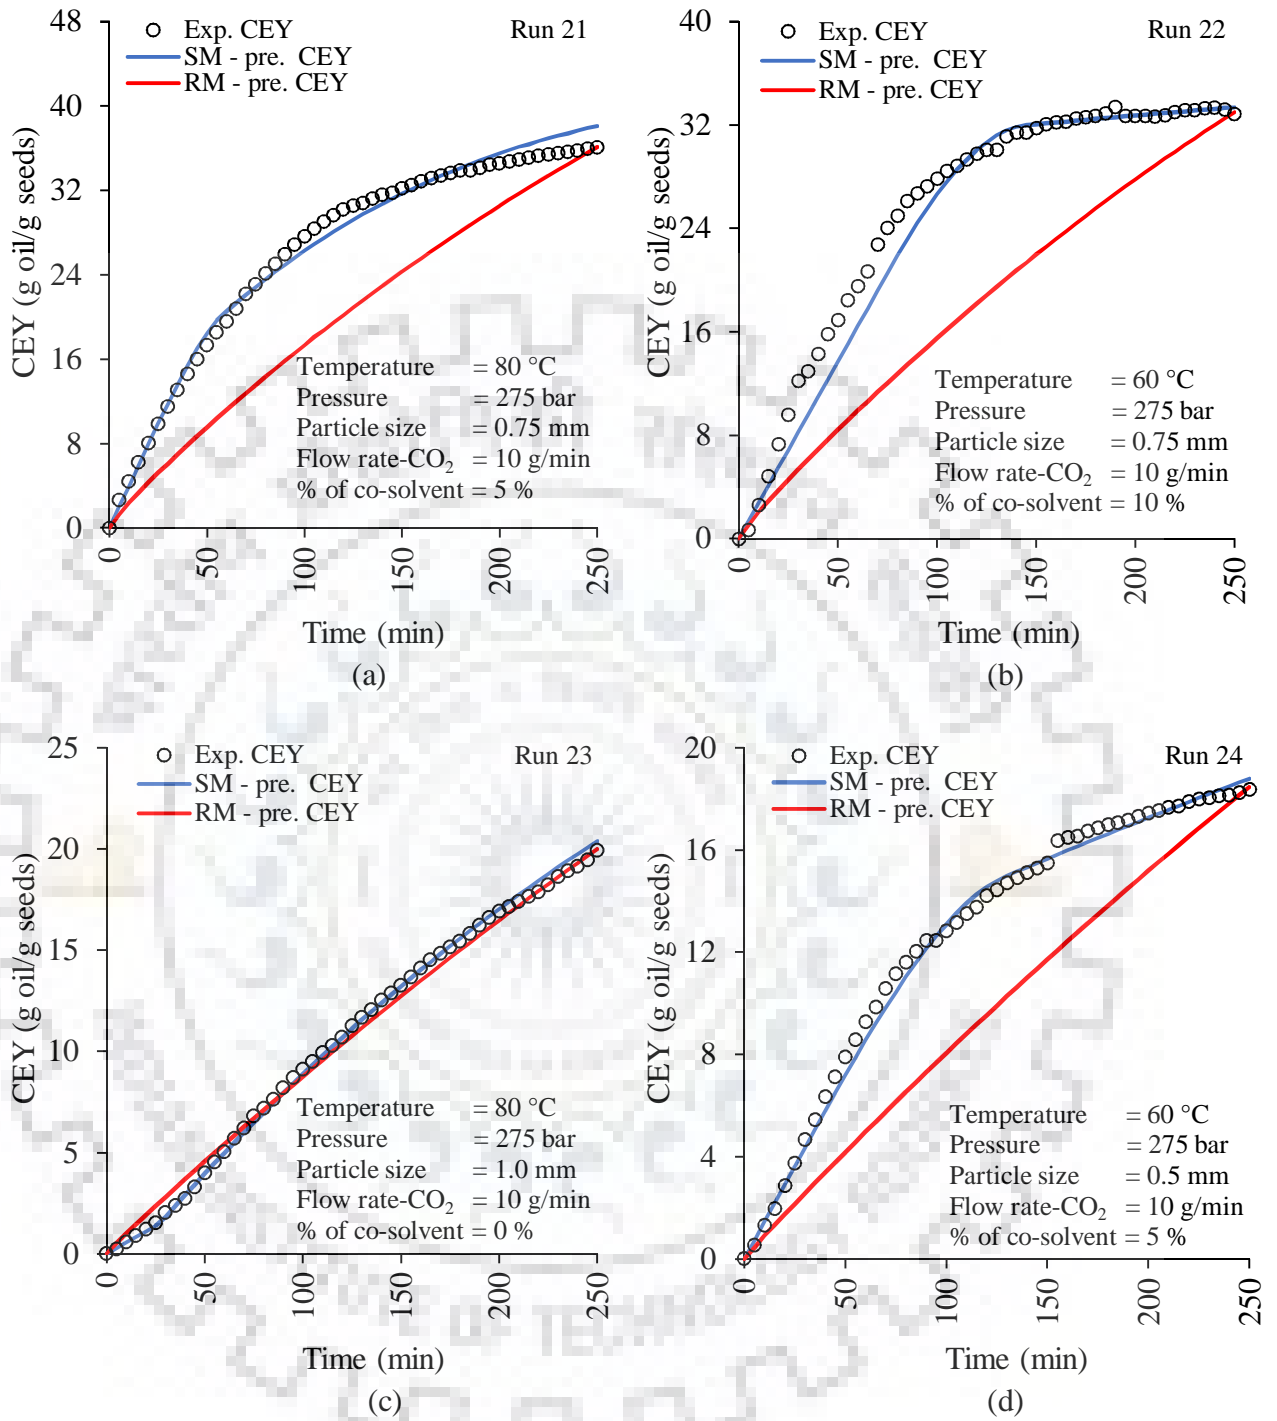 Exp. CEY
SM - pre. CEY
RM - pre. CEY
Run 21
48
40
32
24
16
8
0
CEY (g oil/g seeds)
Temperature = 80 °C
Pressure = 275 bar
Particle size = 0.75 mm
Flow rate-CO₂ = 10 g/min
% of co-solvent = 5 %
0 50 100 150 200 250
Time (min)
(a)
Exp. CEY
SM - pre. CEY
RM - pre. CEY
Run 22
40
32
24
16
8
0
CEY (g oil/g seeds)
Temperature = 60 °C
Pressure = 275 bar
Particle size = 0.75 mm
Flow rate-CO₂ = 10 g/min
% of co-solvent = 10 %
0 50 100 150 200 250
Time (min)
(b)
Exp. CEY
SM - pre. CEY
RM - pre. CEY
Run 23
25
20
15
10
5
0
CEY (g oil/g seeds)
Temperature = 80 °C
Pressure = 275 bar
Particle size = 1.0 mm
Flow rate-CO₂ = 10 g/min
% of co-solvent = 0 %
0 50 100 150 200 250
Time (min)
(c)
Exp. CEY
SM - pre. CEY
RM - pre. CEY
Run 24
20
16
12
8
4
0
CEY (g oil/g seeds)
Temperature = 60 °C
Pressure = 275 bar
Particle size = 0.5 mm
Flow rate-CO₂ = 10 g/min
% of co-solvent = 5 %
0 50 100 150 200 250
Time (min)
(d)